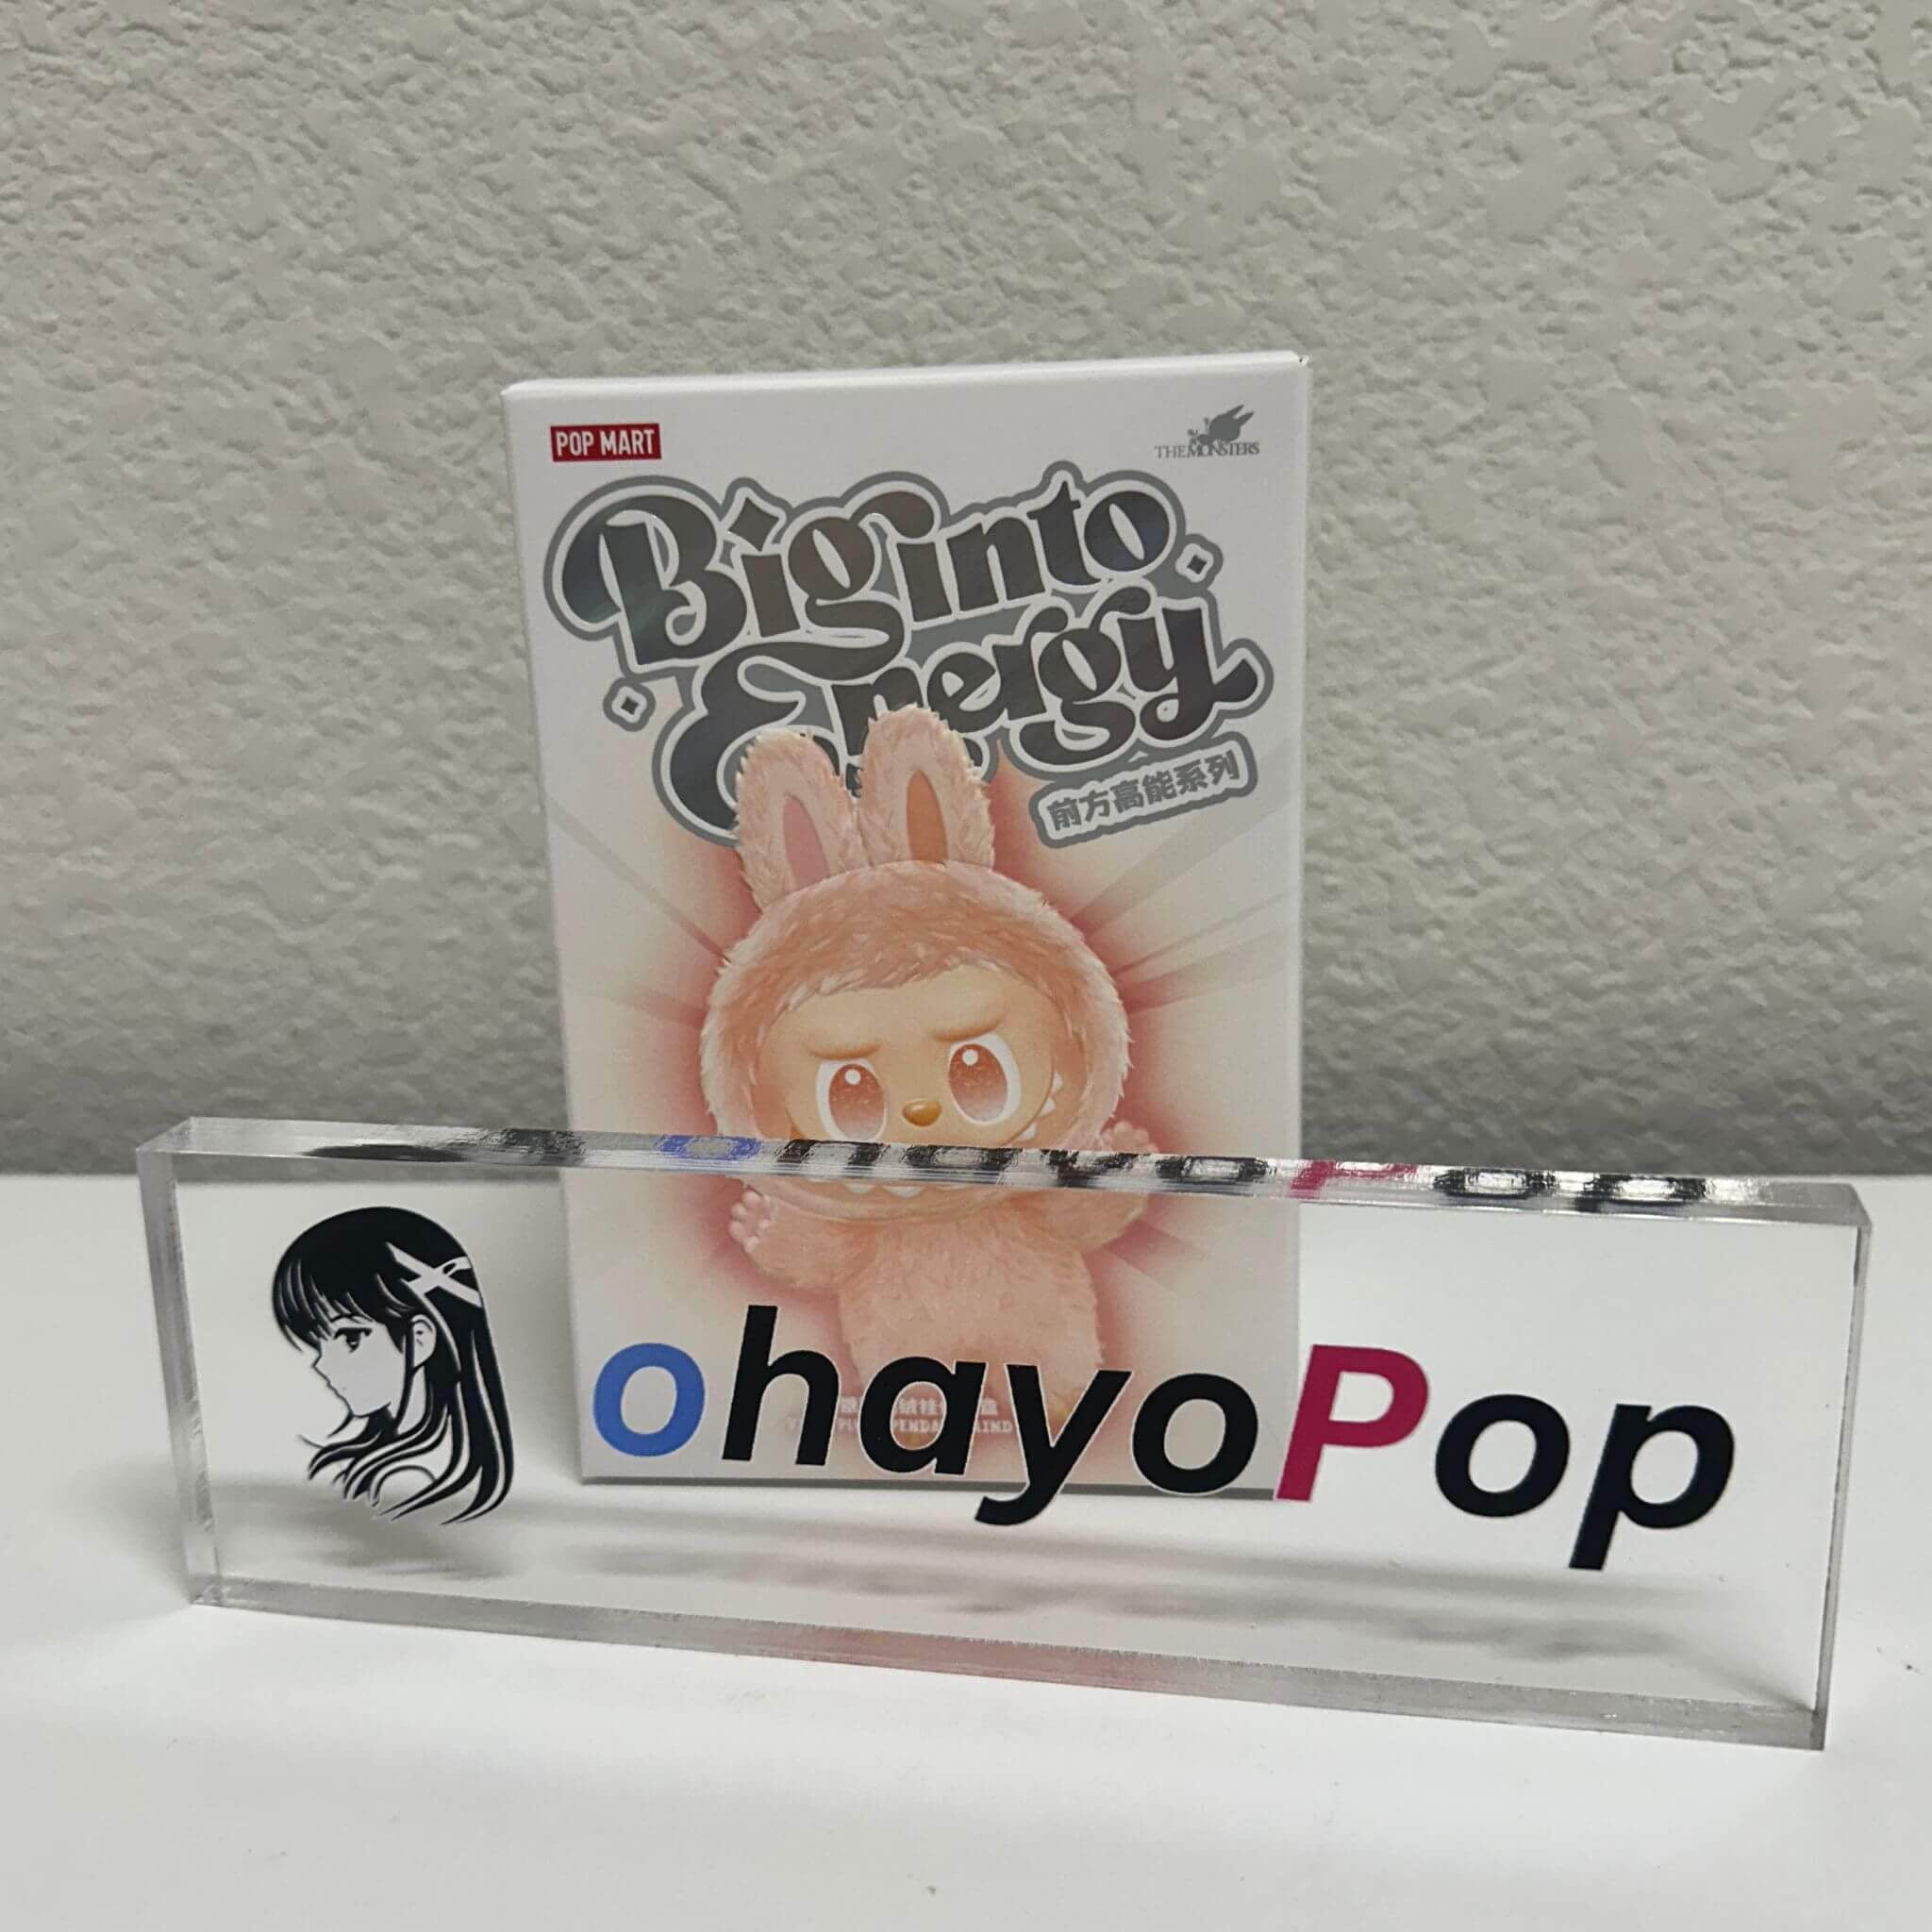 POP MART
THE MONSTERS
Big into
Energy
前方高能系列
ohayoPop